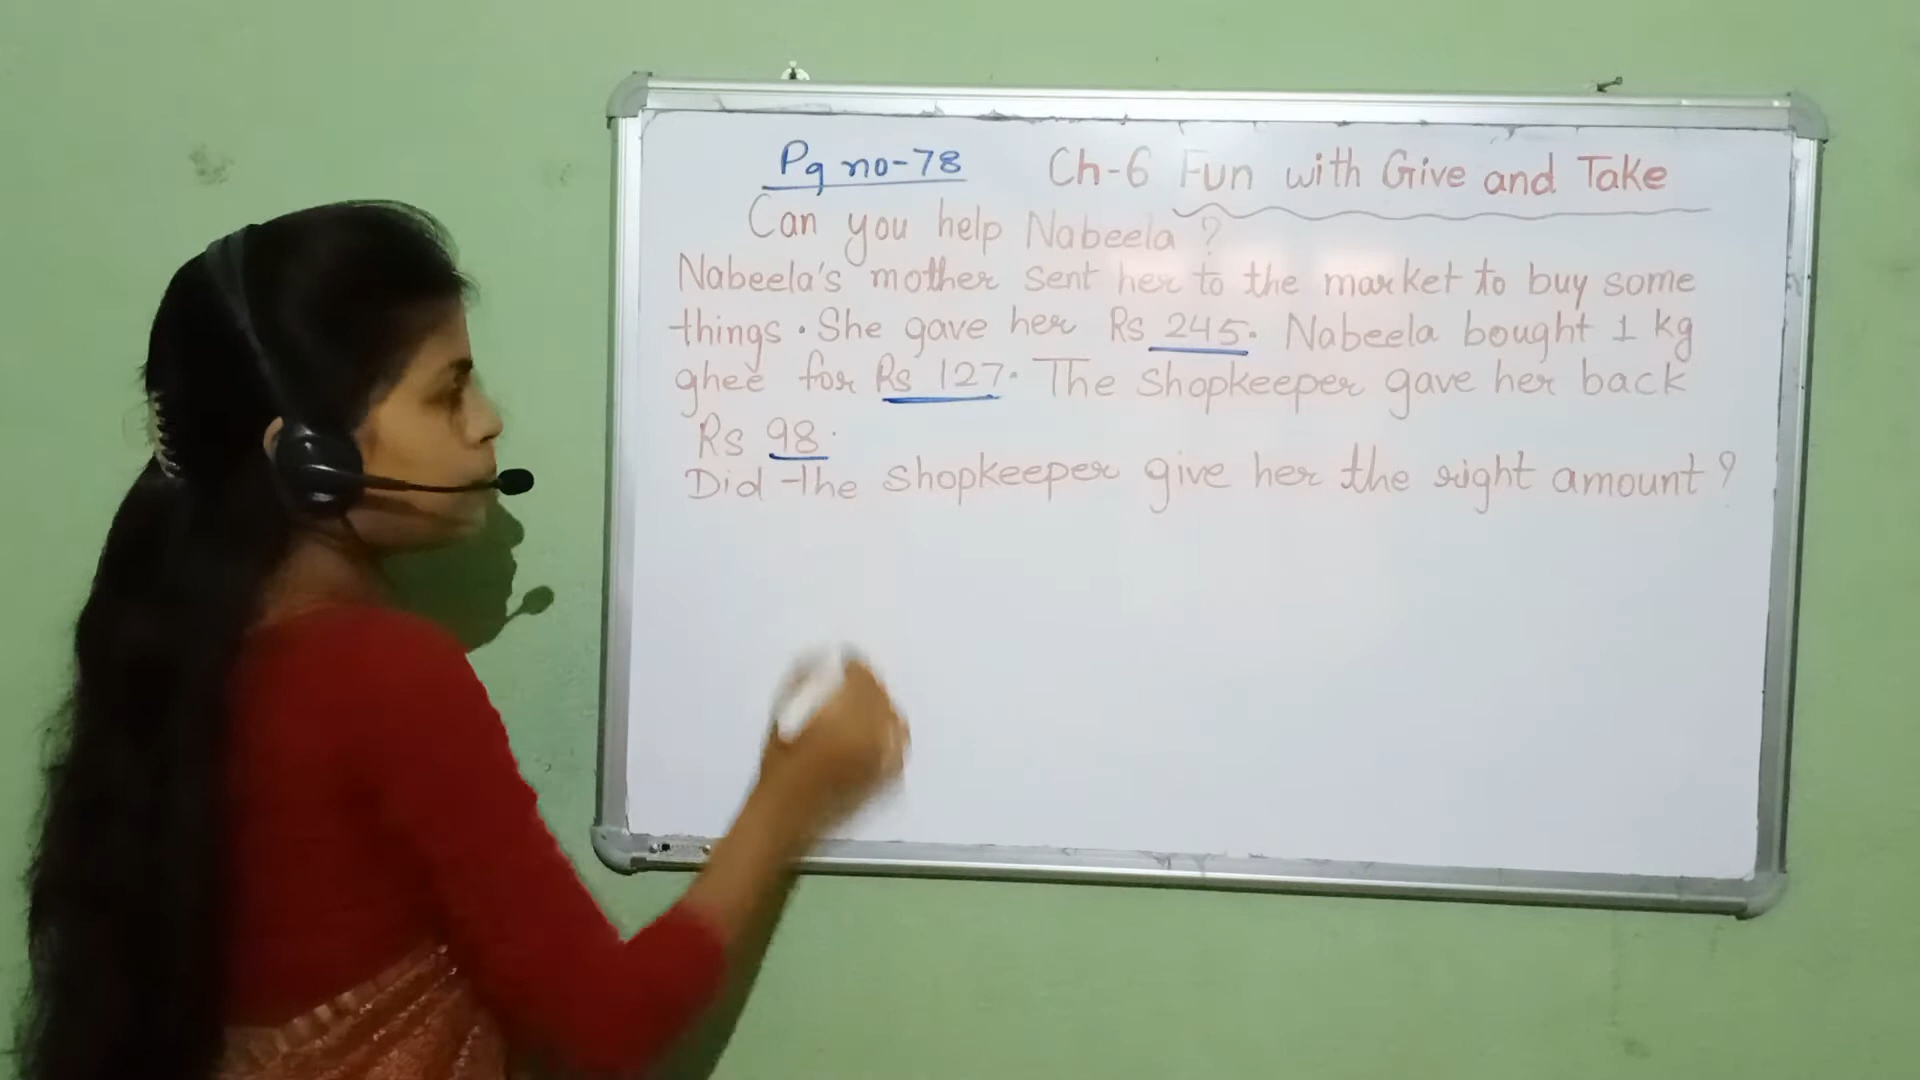 Pg no-78 Ch-6 Fun with Give and Take
Can you help Nabeela ?
Nabeela's mother sent her to the market to buy some
things. She gave her Rs 245. Nabeela bought 1 kg
ghee for Rs 127. The shopkeeper gave her back
Rs 98.
Did the shopkeeper give her the right amount ?